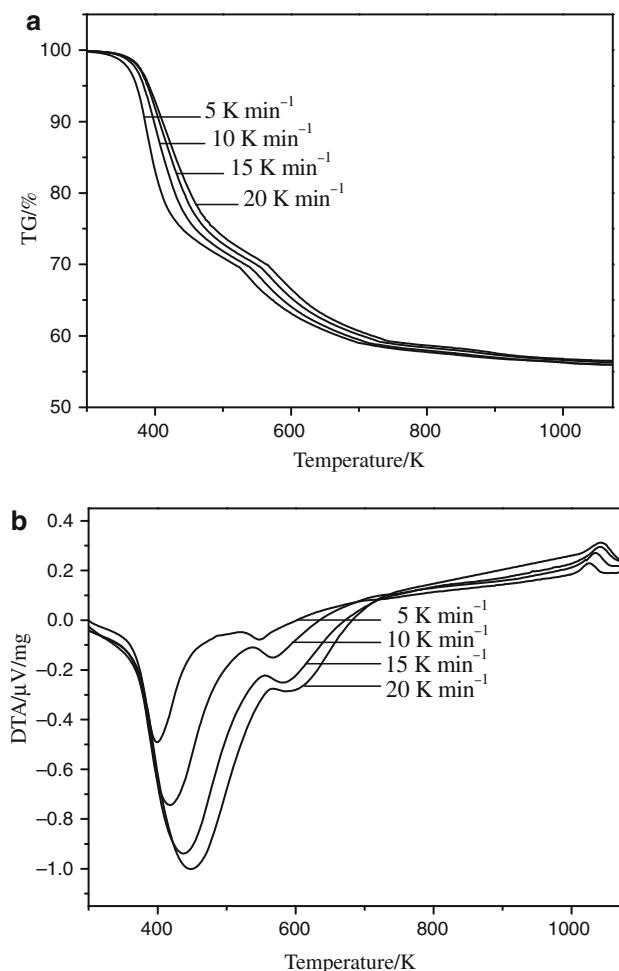 a
100
90
80
70
60
50
TG/%
5 K min⁻¹
10 K min⁻¹
15 K min⁻¹
20 K min⁻¹
400 600 800 1000
Temperature/K
b
0.4
0.2
0.0
−0.2
−0.4
−0.6
−0.8
−1.0
DTA/μV/mg
5 K min⁻¹
10 K min⁻¹
15 K min⁻¹
20 K min⁻¹
400 600 800 1000
Temperature/K